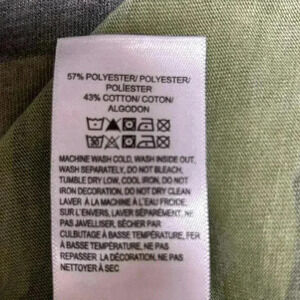 57% POLYESTER/ POLYESTER/
POLIÉSTER
43% COTTON/ COTON/
ALGODON
MACHINE WASH COLD, WASH INSIDE OUT,
WASH SEPARATELY, DO NOT BLEACH,
TUMBLE DRY LOW, COOL IRON, DO NOT
IRON DECORATION, DO NOT DRY CLEAN
LAVER À LA MACHINE À L'EAU FROIDE,
SUR L'ENVERS, LAVER SÉPARÉMENT, NE
PAS JAVELLISER, SÉCHER PAR
CULBUTAGE À BASSE TEMPÉRATURE, FER
À BASSE TEMPÉRATURE, NE PAS
REPASSER LA DÉCORATION, NE PAS
NETTOYER À SEC